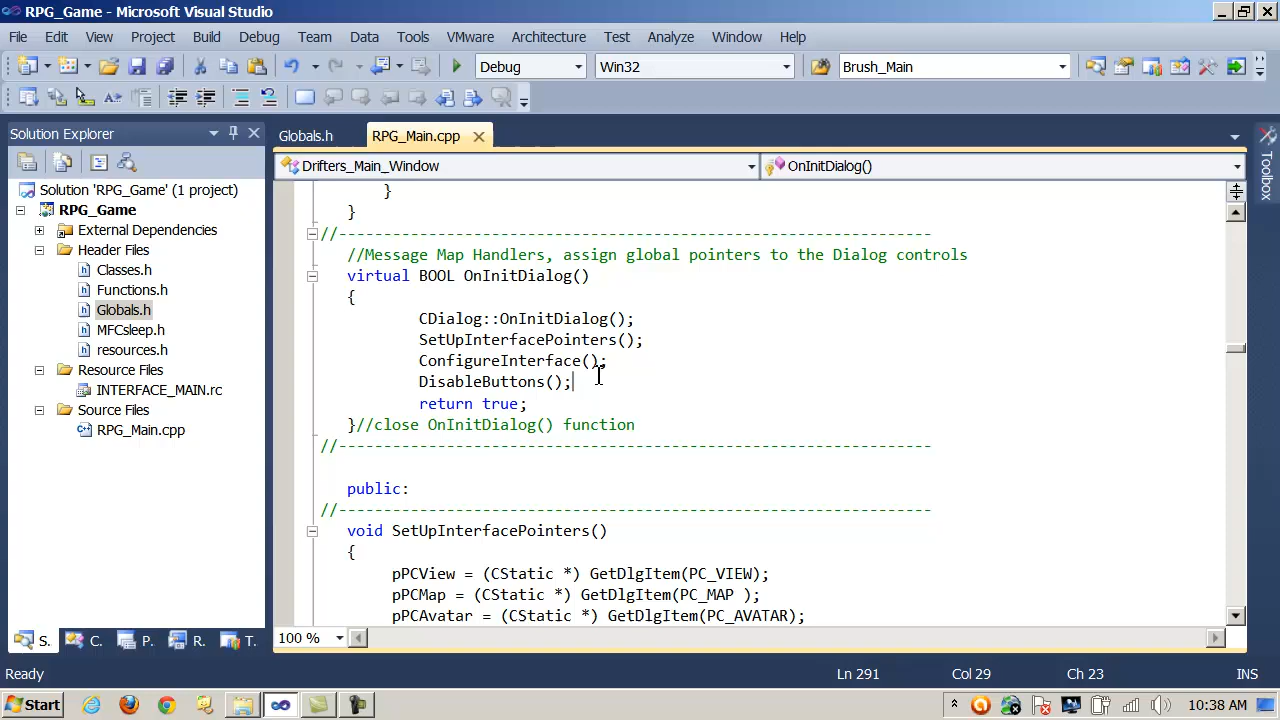 RPG_Game - Microsoft Visual Studio
File Edit View Project Build Debug Team Data Tools VMware Architecture Test Analyze Window Help
Debug Win32 Brush_Main
Solution Explorer
Solution 'RPG_Game' (1 project)
RPG_Game
External Dependencies
Header Files
Classes.h
Functions.h
Globals.h
MFCsleep.h
resources.h
Resource Files
INTERFACE_MAIN.rc
Source Files
RPG_Main.cpp
S. C. P. R. T.
Globals.h RPG_Main.cpp
Drifters_Main_Window OnInitDialog()
}
}
//------------------------------------------------------------------
//Message Map Handlers, assign global pointers to the Dialog controls
virtual BOOL OnInitDialog()
{
CDialog::OnInitDialog();
SetUpInterfacePointers();
ConfigureInterface();
DisableButtons();
return true;
}//close OnInitDialog() function
//------------------------------------------------------------------
public:
//------------------------------------------------------------------
void SetUpInterfacePointers()
{
pPCView = (CStatic *) GetDlgItem(PC_VIEW);
pPCMap = (CStatic *) GetDlgItem(PC_MAP );
pPCAvatar = (CStatic *) GetDlgItem(PC_AVATAR);
100 %
Toolbox
Ready Ln 291 Col 29 Ch 23 INS
Start 10:38 AM